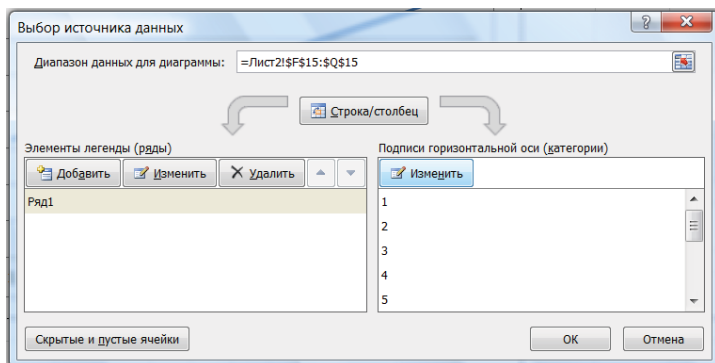 Выбор источника данных
Диапазон данных для диаграммы: =Лист2!$F$15:$Q$15
Строка/столбец
Элементы легенды (ряды)
Добавить Изменить Удалить
Ряд1
Подписи горизонтальной оси (категории)
Изменить
1
2
3
4
5
Скрытые и пустые ячейки
ОК Отмена